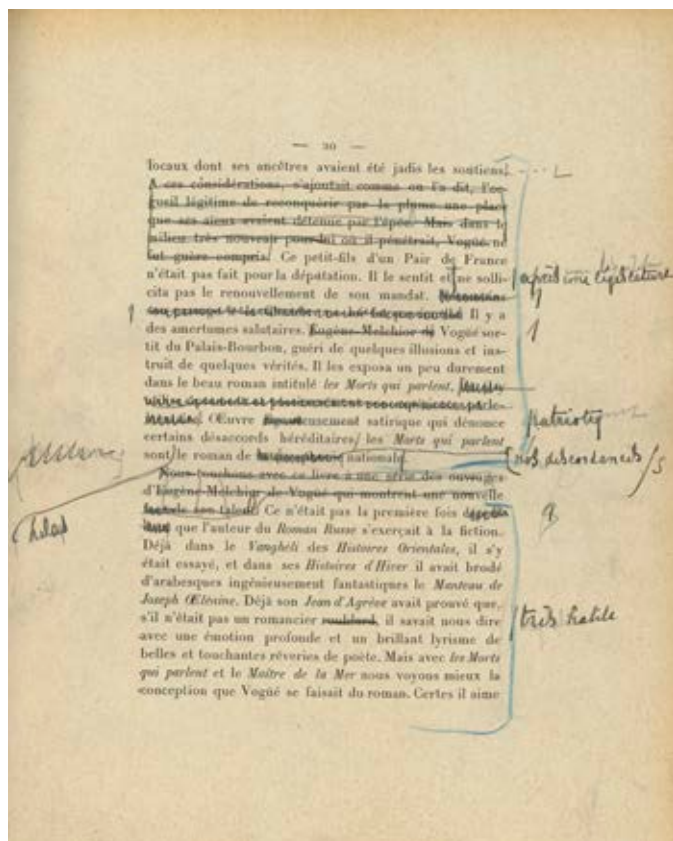 — 20 —
locaux dont ses ancêtres avaient été jadis les soutiens.
A ces considérations, s'ajoutait comme on l'a dit, l'or-
gueil légitime de reconquérir par la plume une place
que ses aïeux avaient détenue par l'épée. Mais dans le
milieu très nouveau pour lui où il pénétrait, Vogüé ne
fut guère compris. Ce petit-fils d'un Pair de France
n'était pas fait pour la députation. Il le sentit et ne solli-
après une législature
cita pas le renouvellement de son mandat.
Il y a
des amertumes salutaires. Eugène-Melchior de Vogüé sor-
tit du Palais-Bourbon, guéri de quelques illusions et ins-
truit de quelques vérités. Il les exposa un peu durement
dans le beau roman intitulé les Morts qui parlent,
Œuvre
eusement satirique qui dénonce
patrioti
certains désaccords héréditaires, les Morts qui parlent
sont le roman de
nationale.
nos discordances
Nous touchons avec ce livre à une série des ouvrages
d'Eugène-Melchior de Vogüé qui montrent une nouvelle
son talent. Ce n'était pas la première fois
hélas
que l'auteur du Roman Russe s'exerçait à la fiction.
Déjà dans le Vanghéli des Histoires Orientales, il s'y
était essayé, et dans ses Histoires d'Hiver il avait brodé
d'arabesques ingénieusement fantastiques le Manteau de
Joseph Olénine. Déjà son Jean d'Agrève avait prouvé que,
s'il n'était pas un romancier roublard, il savait nous dire
très habile
avec une émotion profonde et un brillant lyrisme de
belles et touchantes rêveries de poète. Mais avec les Morts
qui parlent et le Maître de la Mer nous voyons mieux la
conception que Vogüé se faisait du roman. Certes il aime